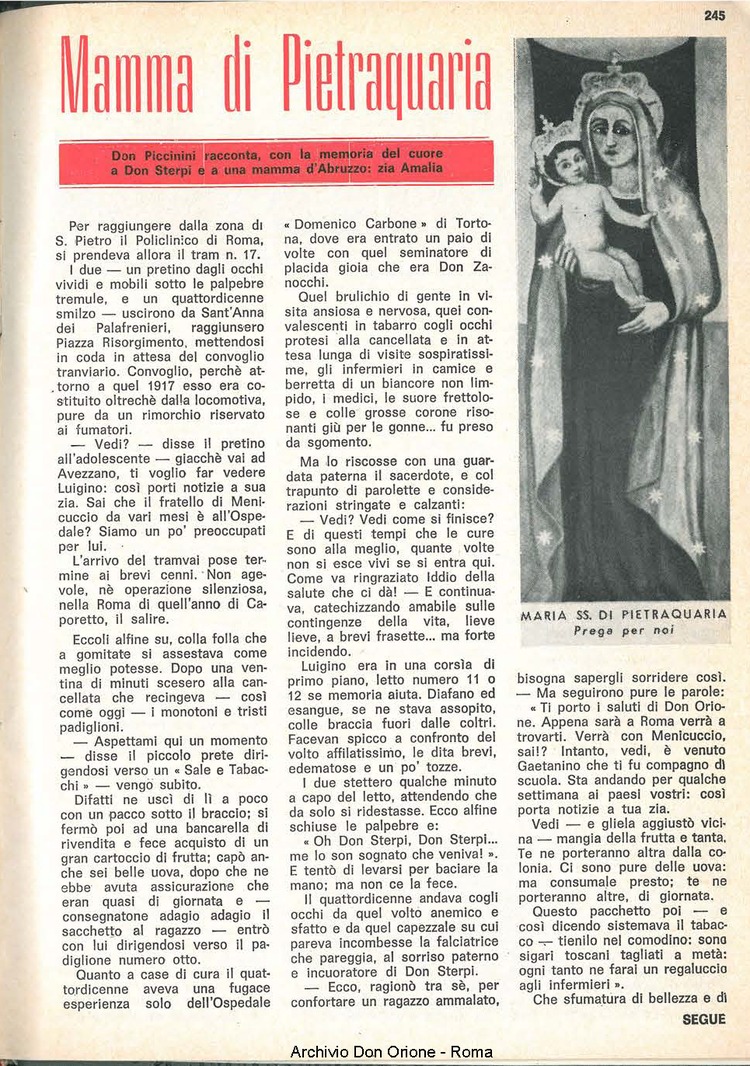 245
Mamma di Pietraquaria
Don Piccinini racconta, con la memoria del cuore
a Don Sterpi e a una mamma d'Abruzzo: zia Amalia
Per raggiungere dalla zona di
S. Pietro il Policlinico di Roma,
si prendeva allora il tram n. 17.
I due — un pretino dagli occhi
vividi e mobili sotto le palpebre
tremule, e un quattordicenne
smilzo — uscirono da Sant'Anna
dei Palafrenieri, raggiunsero
Piazza Risorgimento, mettendosi
in coda in attesa del convoglio
tranviario. Convoglio, perchè at-
torno a quel 1917 esso era co-
stituito oltrechè dalla locomotiva,
pure da un rimorchio riservato
ai fumatori.
— Vedi? — disse il pretino
all'adolescente — giacchè vai ad
Avezzano, ti voglio far vedere
Luigino: così porti notizie a sua
zia. Sai che il fratello di Meni-
cuccio da vari mesi è all'Ospe-
dale? Siamo un po' preoccupati
per lui.
L'arrivo del tramvai pose ter-
mine ai brevi cenni. Non age-
vole, nè operazione silenziosa,
nella Roma di quell'anno di Ca-
poretto, il salire.
Eccoli alfine su, colla folla che
a gomitate si assestava come
meglio potesse. Dopo una ven-
tina di minuti scesero alla can-
cellata che recingeva — così
come oggi — i monotoni e tristi
padiglioni.
— Aspettami qui un momento
— disse il piccolo prete diri-
gendosi verso un « Sale e Tabac-
chi » — vengo subito.
Difatti ne uscì di lì a poco
con un pacco sotto il braccio; si
fermò poi ad una bancarella di
rivendita e fece acquisto di un
gran cartoccio di frutta; capò an-
che sei belle uova, dopo che ne
ebbe avuta assicurazione che
eran quasi di giornata e —
consegnatone adagio adagio il
sacchetto al ragazzo — entrò
con lui dirigendosi verso il pa-
diglione numero otto.
Quanto a case di cura il quat-
tordicenne aveva una fugace
esperienza solo dell'Ospedale
« Domenico Carbone » di Torto-
na, dove era entrato un paio di
volte con quel seminatore di
placida gioia che era Don Za-
nocchi.
Quel brulichio di gente in vi-
sita ansiosa e nervosa, quei con-
valescenti in tabarro cogli occhi
protesi alla cancellata e in at-
tesa lunga di visite sospiratissi-
me, gli infermieri in camice e
berretta di un biancore non lim-
pido, i medici, le suore frettolo-
se e colle grosse corone riso-
nanti giù per le gonne... fu preso
da sgomento.
Ma lo riscosse con una guar-
data paterna il sacerdote, e col
trapunto di parolette e conside-
razioni stringate e calzanti:
— Vedi? Vedi come si finisce?
E di questi tempi che le cure
sono alla meglio, quante volte
non si esce vivi se si entra qui.
Come va ringraziato Iddio della
salute che ci dà! — E continua-
va, catechizzando amabile sulle
contingenze della vita, lieve
lieve, a brevi frasette... ma forte
incidendo.
Luigino era in una corsìa di
primo piano, letto numero 11 o
12 se memoria aiuta. Diafano ed
esangue, se ne stava assopito,
colle braccia fuori dalle coltri.
Facevan spicco a confronto del
volto affilatissimo, le dita brevi,
edematose e un po' tozze.
I due stettero qualche minuto
a capo del letto, attendendo che
da solo si ridestasse. Ecco alfine
schiuse le palpebre e:
« Oh Don Sterpi, Don Sterpi...
me lo son sognato che veniva! ».
E tentò di levarsi per baciare la
mano; ma non ce la fece.
Il quattordicenne andava cogli
occhi da quel volto anemico e
sfatto e da quel capezzale su cui
pareva incombesse la falciatrice
che pareggia, al sorriso paterno
e incuoratore di Don Sterpi.
— Ecco, ragionò tra sè, per
confortare un ragazzo ammalato,
MARIA SS. DI PIETRAQUARIA
Prega per noi
bisogna sapergli sorridere così.
— Ma seguirono pure le parole:
« Ti porto i saluti di Don Orio-
ne. Appena sarà a Roma verrà a
trovarti. Verrà con Menicuccio,
sai!? Intanto, vedi, è venuto
Gaetanino che ti fu compagno di
scuola. Sta andando per qualche
settimana ai paesi vostri: così
porta notizie a tua zia.
Vedi — e gliela aggiustò vici-
na — mangia della frutta e tanta.
Te ne porteranno altra dalla co-
lonia. Ci sono pure delle uova:
ma consumale presto; te ne
porteranno altre, di giornata.
Questo pacchetto poi — e
così dicendo sistemava il tabac-
co — tienilo nel comodino: sono
sigari toscani tagliati a metà:
ogni tanto ne farai un regaluccio
agli infermieri ».
Che sfumatura di bellezza e di
SEGUE
Archivio Don Orione - Roma